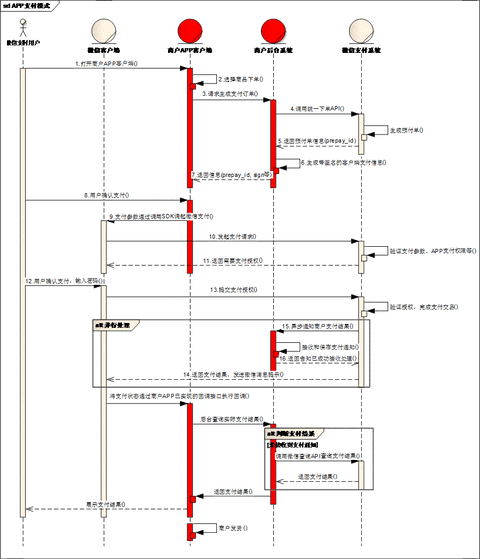 sd APP支付模式
微信支付用户
微信客户端
商户APP客户端
商户后台系统
微信支付系统
1.打开商户APP客户端()
2.选择商品下单()
3.请求生成支付订单()
4.调用统一下单API()
生成预付单()
5.返回预付单信息(prepay_id)
6.生成带签名的客户端支付信息()
7.返回信息(prepay_id, sign等)
8.用户确认支付()
9.支付参数通过调用SDK调起微信支付()
10.发起支付请求()
验证支付参数、APP支付权限等()
11.返回需要支付授权()
12.用户确认支付，输入密码()
13.提交支付授权()
验证授权，完成支付交易()
alt 并行处理
15.异步通知商户支付结果()
接收和保存支付通知()
16.返回告知已成功接收处理()
14.返回支付结果，发送微信消息提示()
将支付状态通过商户APP已实现的回调接口执行回调()
后台查询实际支付结果()
alt 判断支付结果
调用微信查询API查询支付结果()
返回支付结果()
返回支付结果()
展示支付结果()
商户发货()